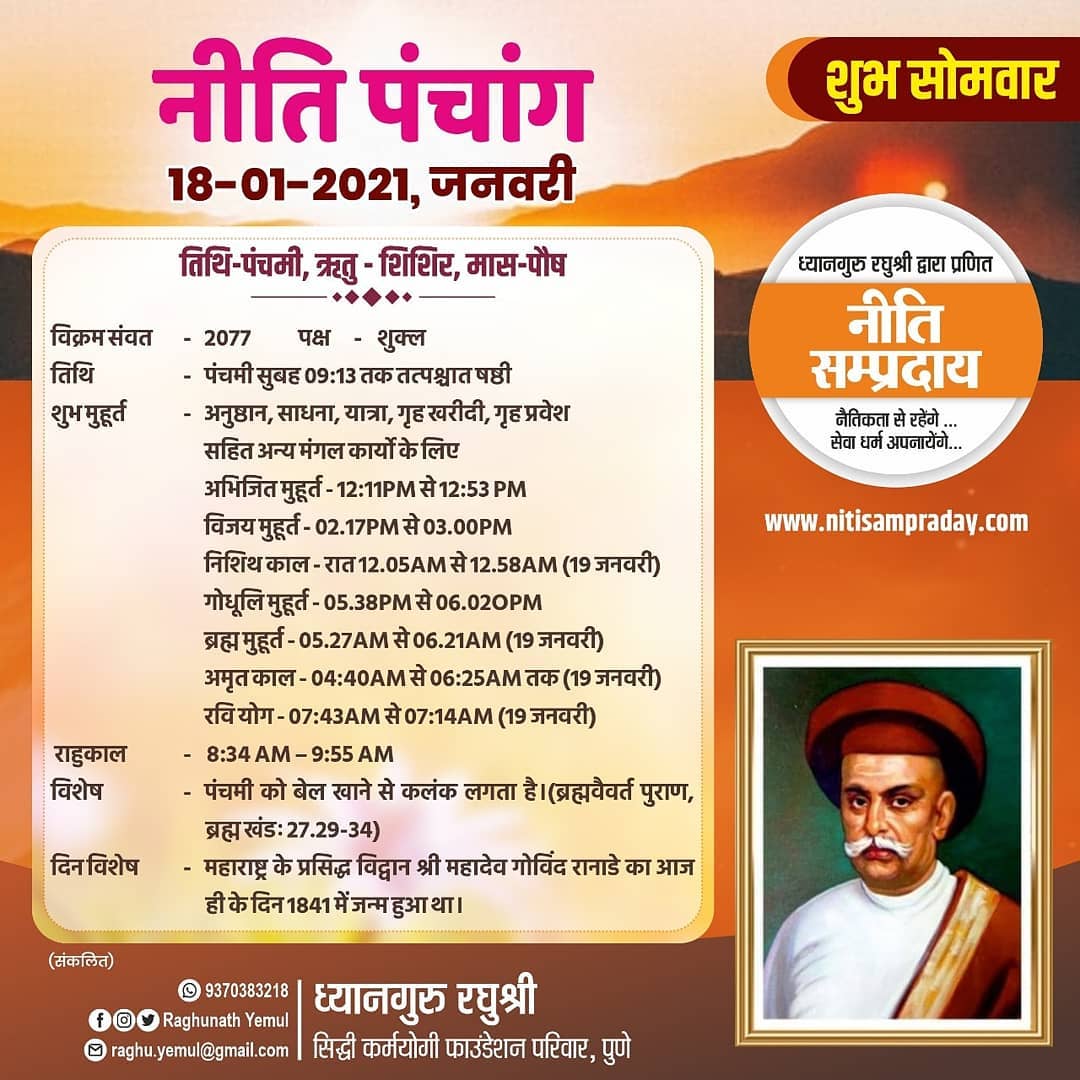 नीति पंचांग
18-01-2021, जनवरी
शुभ सोमवार
तिथि-पंचमी, ऋतु - शिशिर, मास-पौष
विक्रम संवत - 2077 पक्ष - शुक्ल
तिथि - पंचमी सुबह 09:13 तक तत्पश्चात षष्ठी
शुभ मुहूर्त - अनुष्ठान, साधना, यात्रा, गृह खरीदी, गृह प्रवेश
सहित अन्य मंगल कार्यो के लिए
अभिजित मुहूर्त - 12:11PM से 12:53 PM
विजय मुहूर्त - 02.17PM से 03.00PM
निशिथ काल - रात 12.05AM से 12.58AM (19 जनवरी)
गोधूलि मुहूर्त - 05.38PM से 06.02OPM
ब्रह्म मुहूर्त - 05.27AM से 06.21AM (19 जनवरी)
अमृत काल - 04:40AM से 06:25AM तक (19 जनवरी)
रवि योग - 07:43AM से 07:14AM (19 जनवरी)
राहुकाल - 8:34 AM – 9:55 AM
विशेष - पंचमी को बेल खाने से कलंक लगता है।(ब्रह्मवैवर्त पुराण,
ब्रह्म खंडः 27.29-34)
दिन विशेष - महाराष्ट्र के प्रसिद्ध विद्वान श्री महादेव गोविंद रानाडे का आज
ही के दिन 1841 में जन्म हुआ था।
ध्यानगुरु रघुश्री द्वारा प्रणित
नीति
सम्प्रदाय
नैतिकता से रहेंगे ...
सेवा धर्म अपनायेंगे...
www.nitisampraday.com
(संकलित)
9370383218
Raghunath Yemul
raghu.yemul@gmail.com
ध्यानगुरु रघुश्री
सिद्धी कर्मयोगी फाउंडेशन परिवार, पुणे